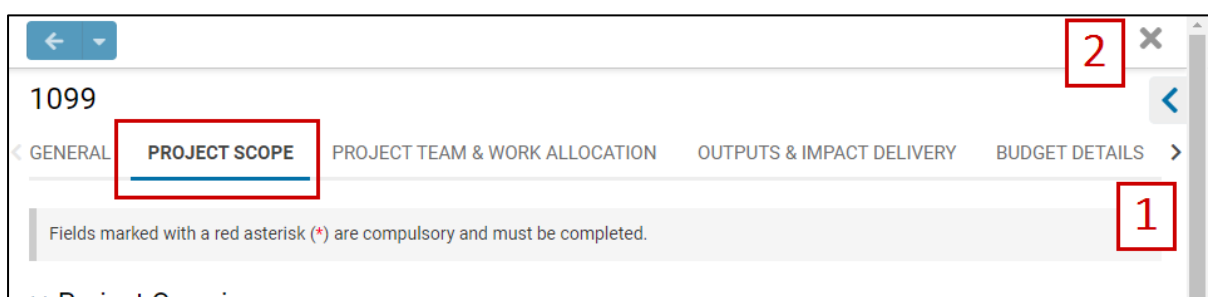 2
1099
GENERAL PROJECT SCOPE PROJECT TEAM & WORK ALLOCATION OUTPUTS & IMPACT DELIVERY BUDGET DETAILS
1
Fields marked with a red asterisk (*) are compulsory and must be completed.
Project